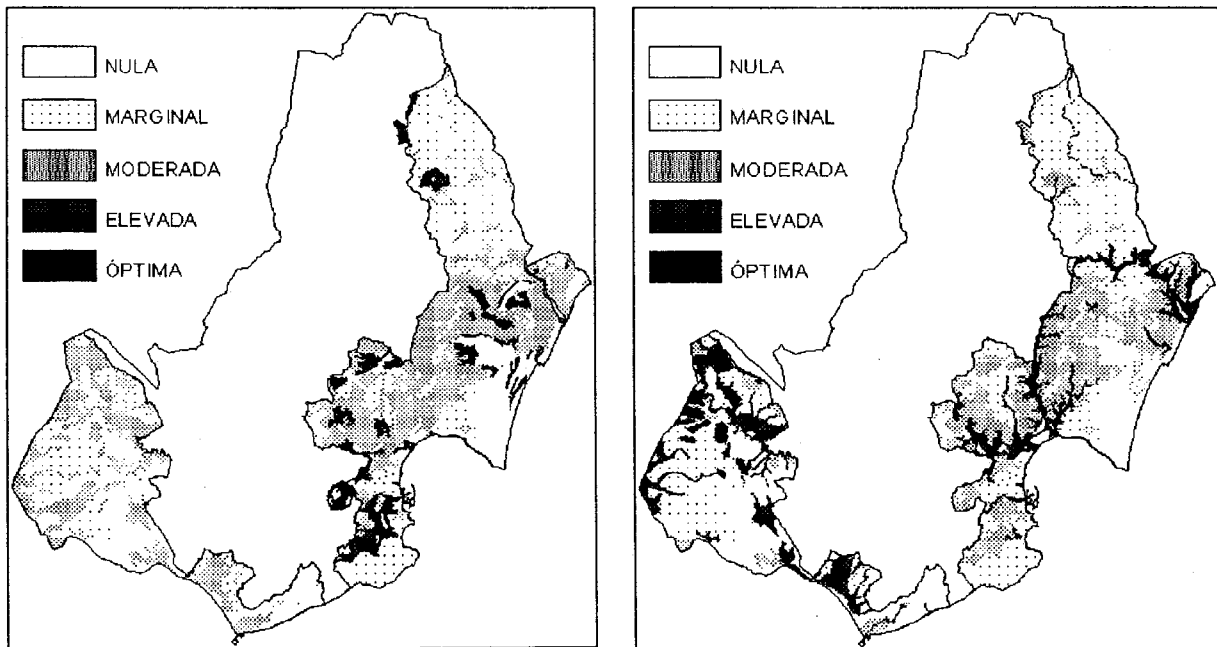 NULA
MARGINAL
MODERADA
ELEVADA
ÓPTIMA
NULA
MARGINAL
MODERADA
ELEVADA
ÓPTIMA